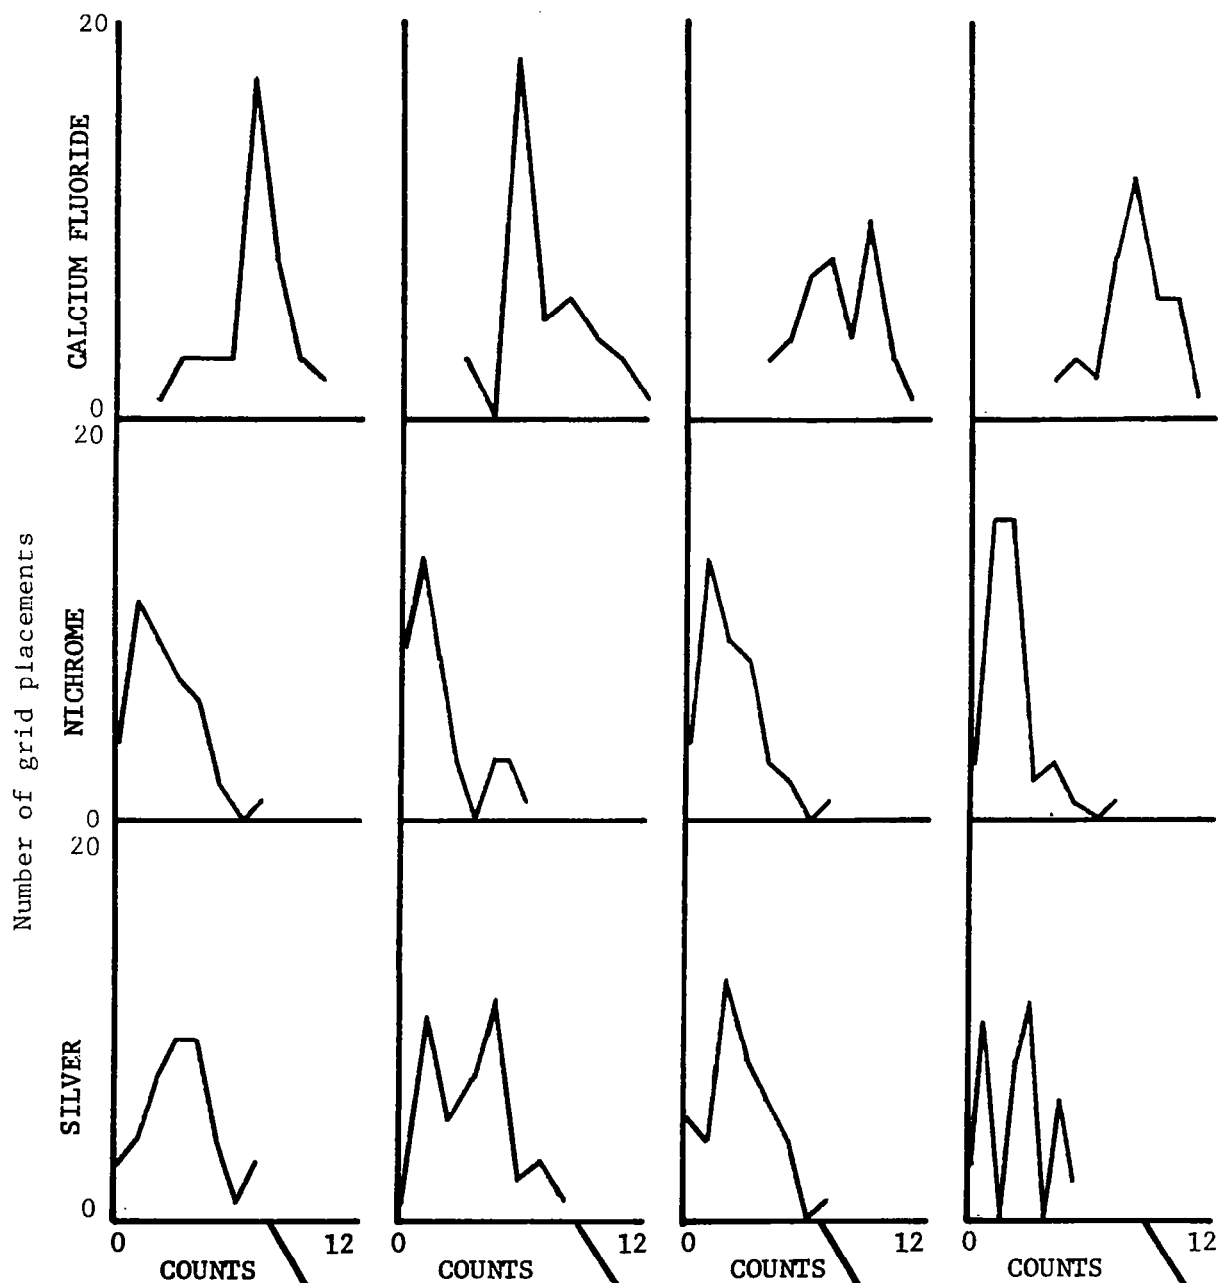 20
CALCIUM FLUORIDE
0
20
Number of grid placements
NICHROME
0
20
SILVER
0
0 12 0 12 0 12 0 12
COUNTS COUNTS COUNTS COUNTS